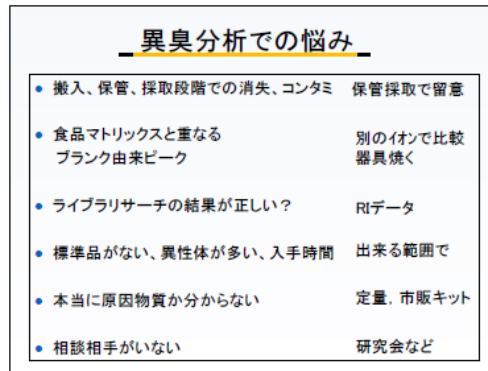 異臭分析での悩み
● 搬入、保管、採取段階での消失、コンタミ 保管採取で留意
● 食品マトリックスと重なる 別のイオンで比較
ブランク由来ピーク 器具焼く
● ライブラリサーチの結果が正しい？ RIデータ
● 標準品がない、異性体が多い、入手時間 出来る範囲で
● 本当に原因物質か分からない 定量，市販キット
● 相談相手がいない 研究会など